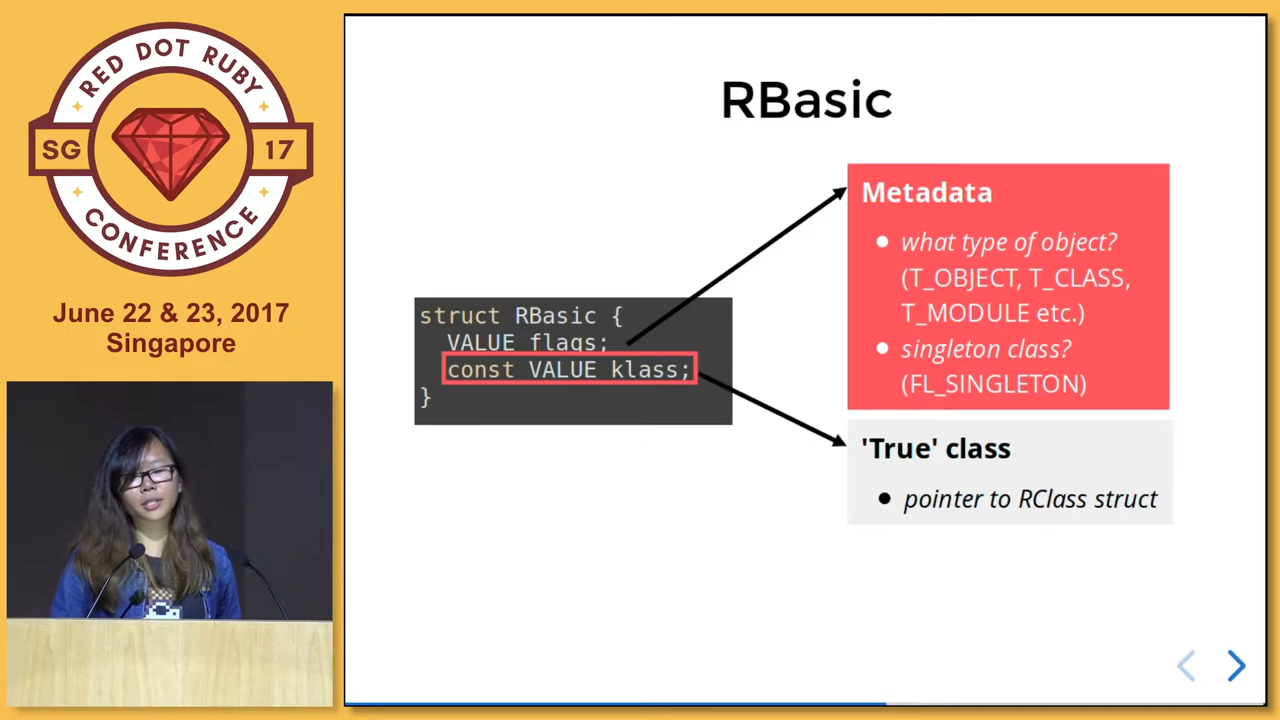 RED DOT RUBY
SG 17
CONFERENCE
June 22 & 23, 2017
Singapore
RBasic
struct RBasic {
VALUE flags;
const VALUE klass;
}
Metadata
what type of object?
(T_OBJECT, T_CLASS,
T_MODULE etc.)
singleton class?
(FL_SINGLETON)
'True' class
pointer to RClass struct